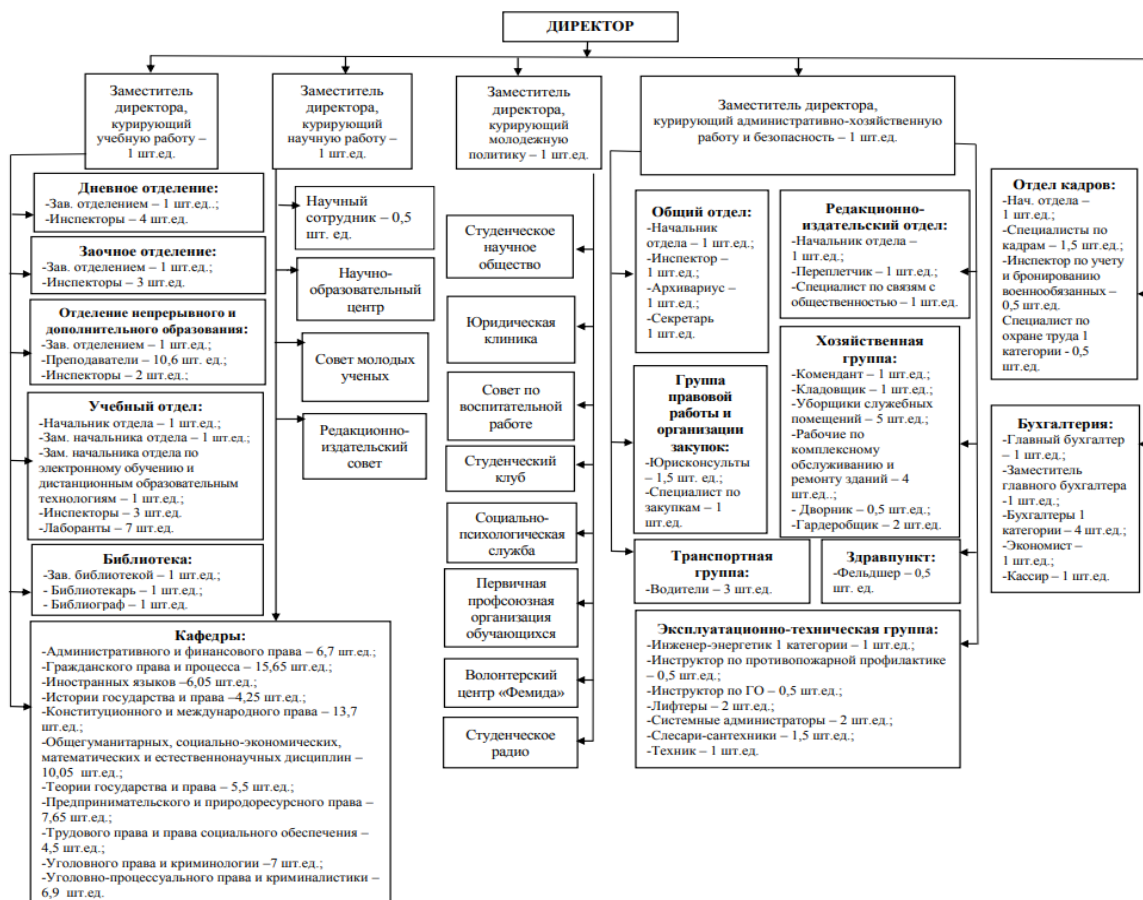 ДИРЕКТОР
Заместитель
директора,
курирующий
учебную работу –
1 шт.ед.
Заместитель
директора,
курирующий
научную работу –
1 шт.ед.
Заместитель
директора,
курирующий
молодежную
политику – 1 шт.ед.
Заместитель директора,
курирующий административно-хозяйственную
работу и безопасность – 1 шт.ед.
Дневное отделение:
-Зав. отделением – 1 шт.ед..;
-Инспекторы – 4 шт.ед.
Заочное отделение:
-Зав. отделением – 1 шт.ед.;
-Инспекторы – 3 шт.ед.
Отделение непрерывного и
дополнительного образования:
-Зав. отделением – 1 шт.ед.;
-Преподаватели – 10,6 шт. ед.;
-Инспекторы – 2 шт.ед.;
Учебный отдел:
-Начальник отдела – 1 шт.ед.;
-Зам. начальника отдела – 1 шт.ед.;
-Зам. начальника отдела по
электронному обучению и
дистанционным образовательным
технологиям – 1 шт.ед.;
-Инспекторы – 3 шт.ед.
-Лаборанты – 7 шт.ед.
Библиотека:
-Зав. библиотекой – 1 шт.ед.;
- Библиотекарь – 1 шт.ед.;
- Библиограф – 1 шт.ед.
Кафедры:
-Административного и финансового права – 6,7 шт.ед.;
-Гражданского права и процесса – 15,65 шт.ед.;
-Иностранных языков –6,05 шт.ед.;
-Истории государства и права –4,25 шт.ед.;
-Конституционного и международного права – 13,7
шт.ед.;
-Общегуманитарных, социально-экономических,
математических и естественнонаучных дисциплин –
10,05 шт.ед.;
-Теории государства и права – 5,5 шт.ед.;
-Предпринимательского и природоресурсного права –
7,65 шт.ед.;
-Трудового права и права социального обеспечения –
4,5 шт.ед.;
-Уголовного права и криминологии –7 шт.ед.;
-Уголовно-процессуального права и криминалистики –
6,9 шт.ед.
Научный
сотрудник – 0,5
шт. ед.
Научно-
образовательный
центр
Совет молодых
ученых
Редакционно-
издательский
совет
Студенческое
научное
общество
Юридическая
клиника
Совет по
воспитательной
работе
Студенческий
клуб
Социально-
психологическая
служба
Первичная
профсоюзная
организация
обучающихся
Волонтерский
центр «Фемида»
Студенческое
радио
Общий отдел:
-Начальник
отдела – 1 шт.ед.;
-Инспектор –
1 шт.ед.;
-Архивариус –
1 шт.ед.;
-Секретарь
1 шт.ед.
Группа
правовой
работы и
организации
закупок:
-Юрисконсульты
– 1,5 шт. ед.;
-Специалист по
закупкам – 1
шт.ед.
Транспортная
группа:
-Водители – 3 шт.ед.
Редакционно-
издательский отдел:
-Начальник отдела –
1 шт.ед.;
-Переплетчик – 1 шт.ед.;
-Специалист по связям с
общественностью – 1 шт.ед.
Хозяйственная
группа:
-Комендант – 1 шт.ед.;
-Кладовщик – 1 шт.ед.;
-Уборщики служебных
помещений – 5 шт.ед.;
-Рабочие по
комплексному
обслуживанию и
ремонту зданий – 4
шт.ед..;
- Дворник – 0,5 шт.ед.;
-Гардеробщик – 2 шт.ед.
Здравпункт:
-Фельдшер – 0,5
шт. ед.
Эксплуатационно-техническая группа:
-Инженер-энергетик 1 категории – 1 шт.ед.;
-Инструктор по противопожарной профилактике
– 0,5 шт.ед.;
-Инструктор по ГО – 0,5 шт.ед.;
-Лифтеры – 2 шт.ед.;
-Системные администраторы – 2 шт.ед.;
-Слесари-сантехники – 1,5 шт.ед.;
-Техник – 1 шт.ед.
Отдел кадров:
-Нач. отдела –
1 шт.ед.;
-Специалисты по
кадрам – 1,5 шт.ед.;
-Инспектор по учету
и бронированию
военнообязанных –
0,5 шт.ед.
Специалист по
охране труда 1
категории - 0,5
шт.ед.
Бухгалтерия:
-Главный бухгалтер
– 1 шт.ед.;
-Заместитель
главного бухгалтера
-1 шт.ед.;
-Бухгалтеры 1
категории – 4 шт.ед.;
-Экономист –
1 шт.ед.;
-Кассир – 1 шт.ед.